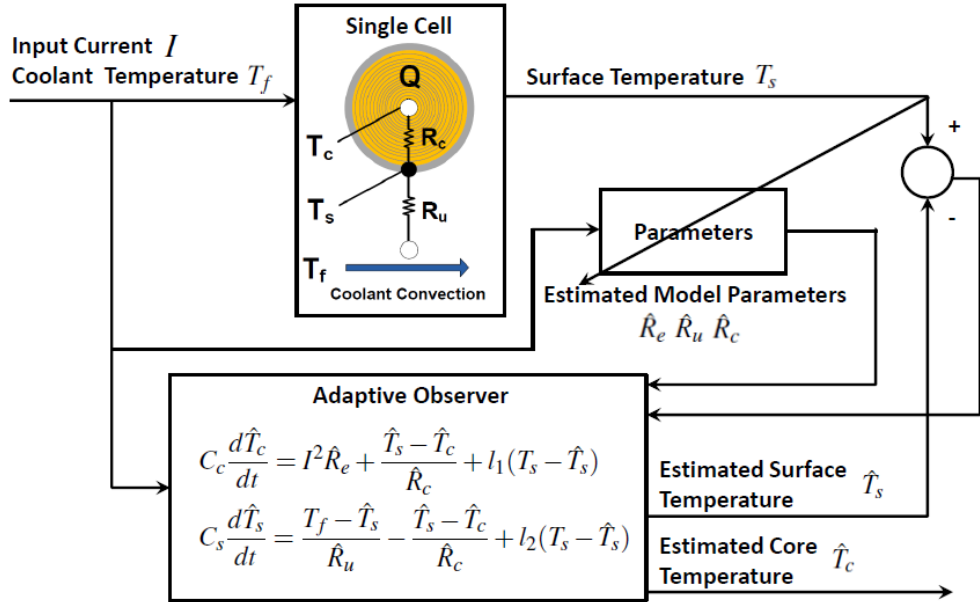 Input Current I
Coolant Temperature T_f
Single Cell
Q
T_c
R_c
T_s
R_u
T_f
Coolant Convection
Surface Temperature T_s
+
-
Parameters
Estimated Model Parameters
R̂_e R̂_u R̂_c
Adaptive Observer
C_c dT̂_c/dt = I²R̂_e + (T̂_s − T̂_c)/R̂_c + l_1(T_s − T̂_s)
C_s dT̂_s/dt = (T_f − T̂_s)/R̂_u − (T̂_s − T̂_c)/R̂_c + l_2(T_s − T̂_s)
Estimated Surface
Temperature T̂_s
Estimated Core
Temperature T̂_c